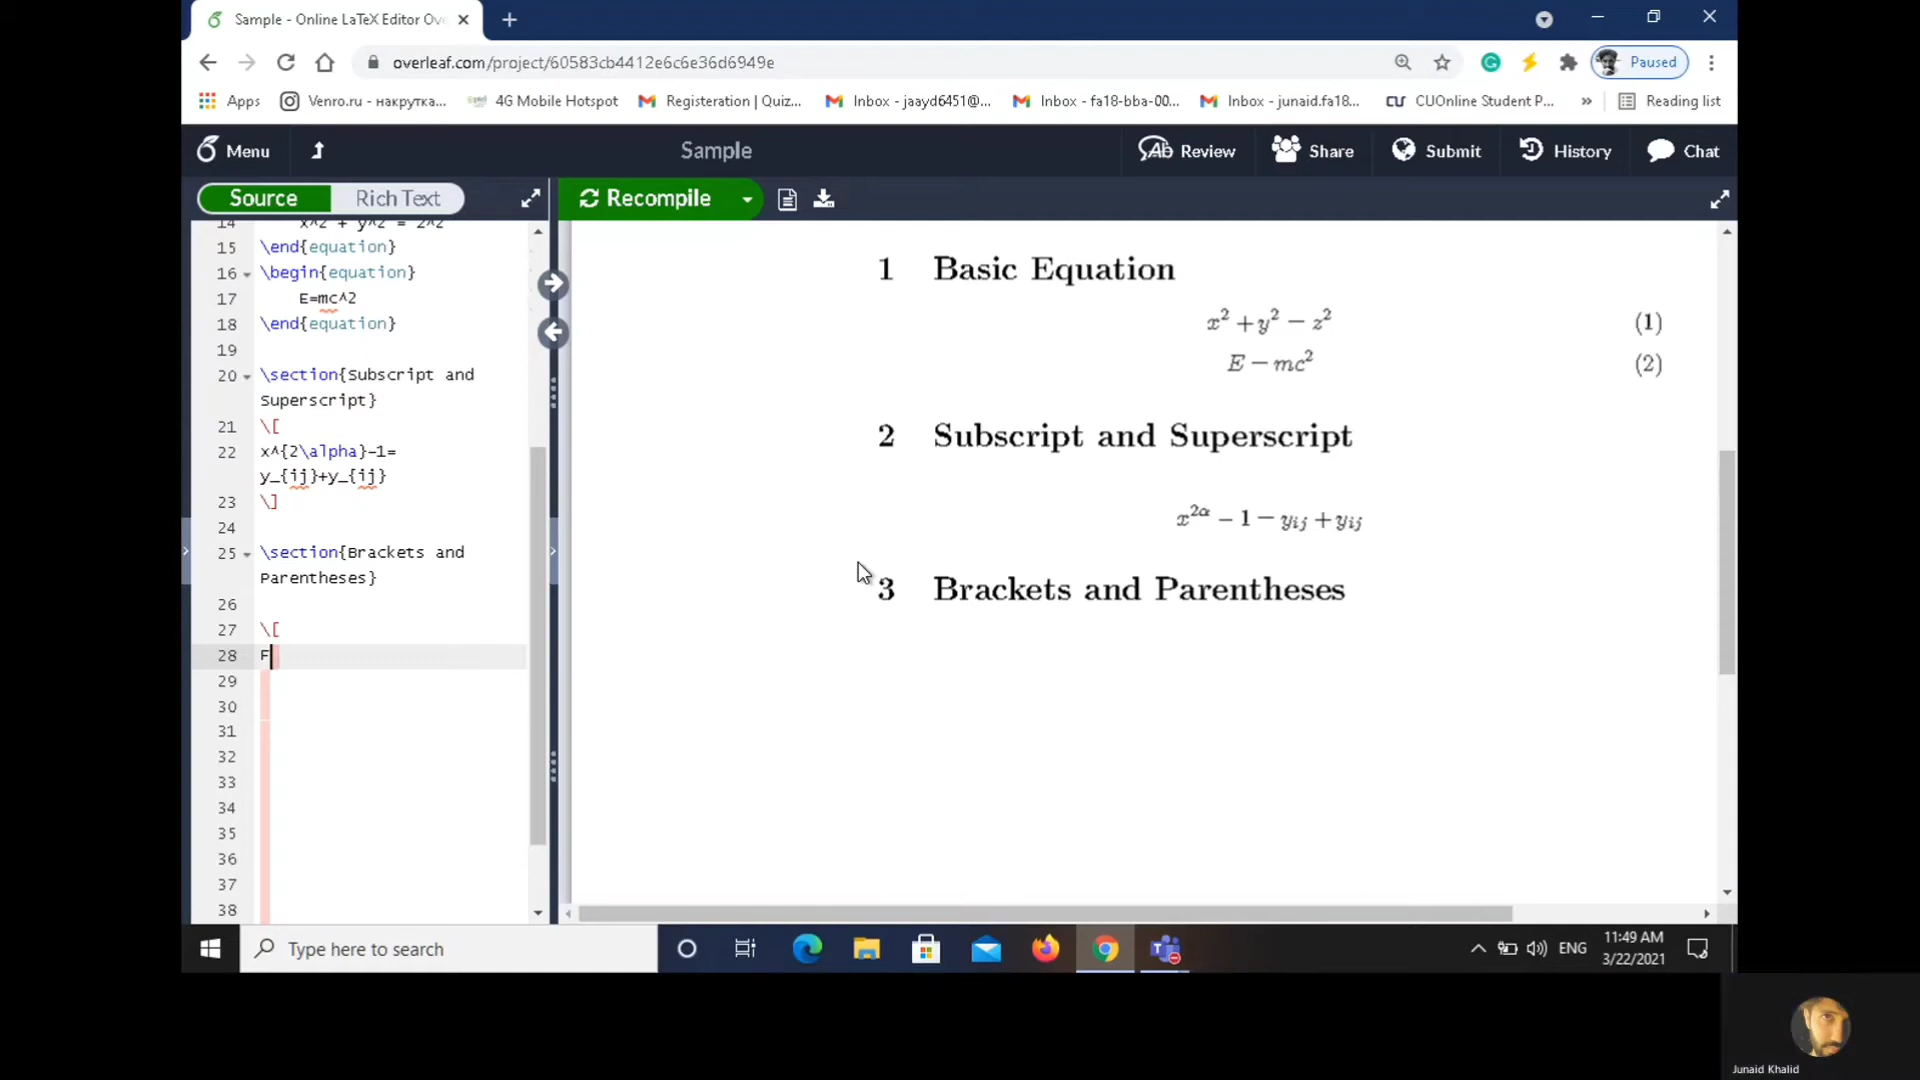 Sample - Online LaTeX Editor Ove
overleaf.com/project/60583cb4412e6c6e36d6949e
Paused
Apps
Venro.ru - накрутка...
4G Mobile Hotspot
Registeration | Quiz...
Inbox - jaayd6451@...
Inbox - fa18-bba-00...
Inbox - junaid.fa18...
CUOnline Student P...
»
Reading list
Menu
Sample
Review
Share
Submit
History
Chat
Source
Rich Text
Recompile
14 x^2 + y^2 = z^2
15 \end{equation}
16 \begin{equation}
17 E=mc^2
18 \end{equation}
19
20 \section{Subscript and
Superscript}
21 \[
22 x^{2\alpha}-1=
y_{ij}+y_{ij}
23 \]
24
25 \section{Brackets and
Parentheses}
26
27 \[
28 F
29
30
31
32
33
34
35
36
37
38
1 Basic Equation
x² + y² − z² (1)
E − mc² (2)
2 Subscript and Superscript
x^{2α} − 1 − y_{ij} + y_{ij}
3 Brackets and Parentheses
Type here to search
ENG
11:49 AM
3/22/2021
Junaid Khalid